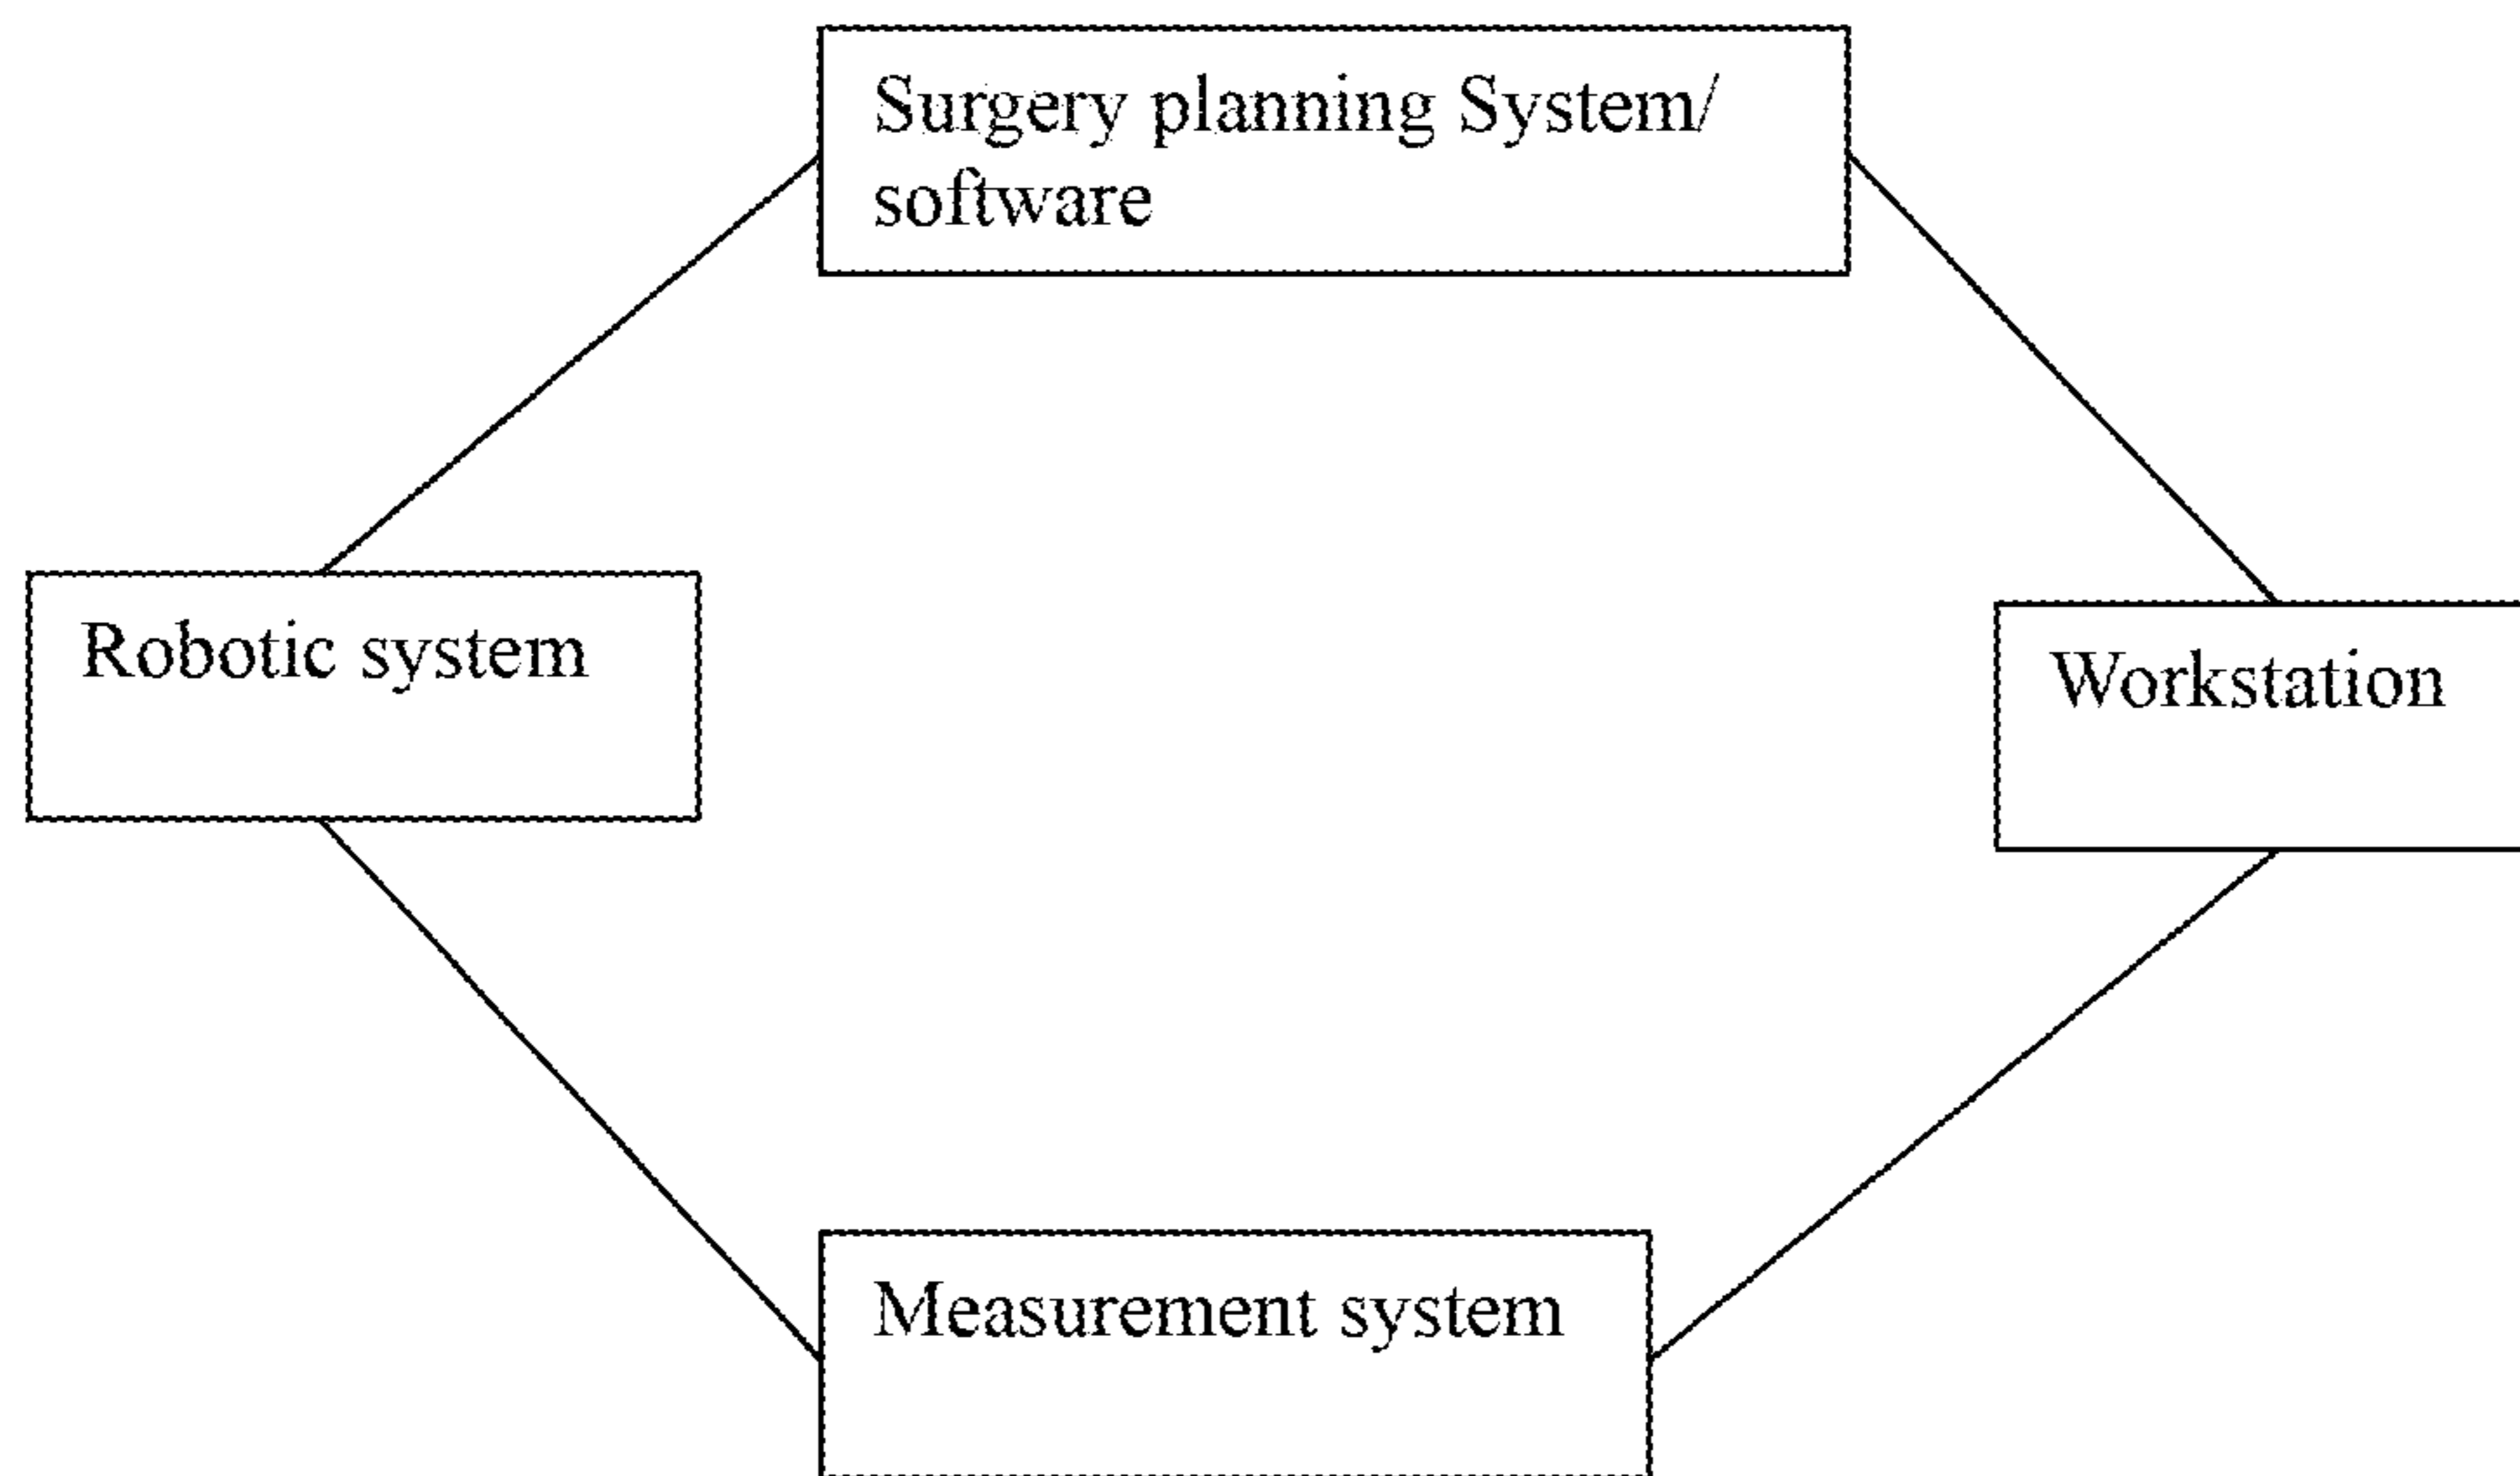 Surgery planning System/
software
Robotic system
Workstation
Measurement system